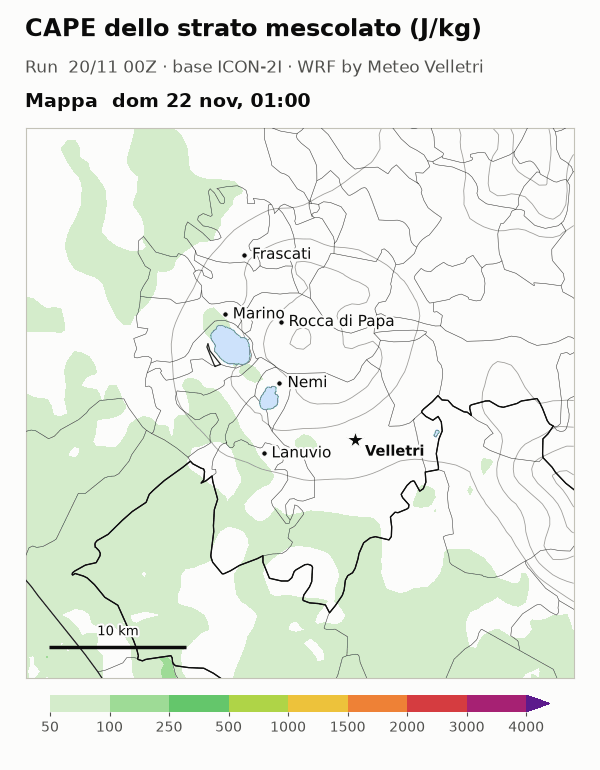 CAPE dello strato mescolato (J/kg)
Run  20/11 00Z · base ICON-2I · WRF by Meteo Velletri
Mappa  dom 22 nov, 01:00
Frascati
Marino
Rocca di Papa
Nemi
Velletri
Lanuvio
10 km
50 100 250 500 1000 1500 2000 3000 4000